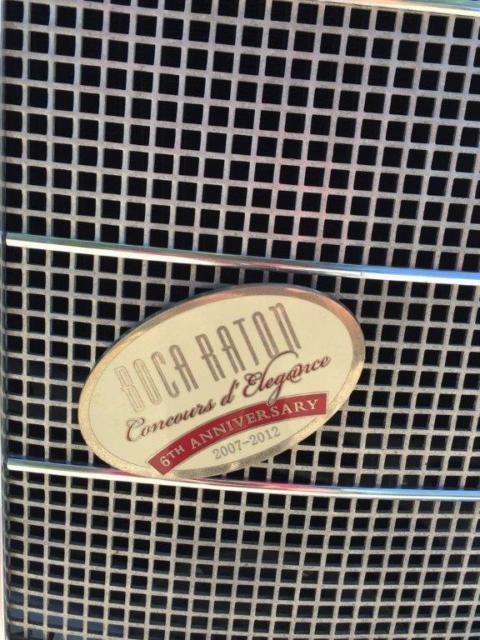 BOCA RATON
Concours d' Elegance
6TH ANNIVERSARY
2007-2012